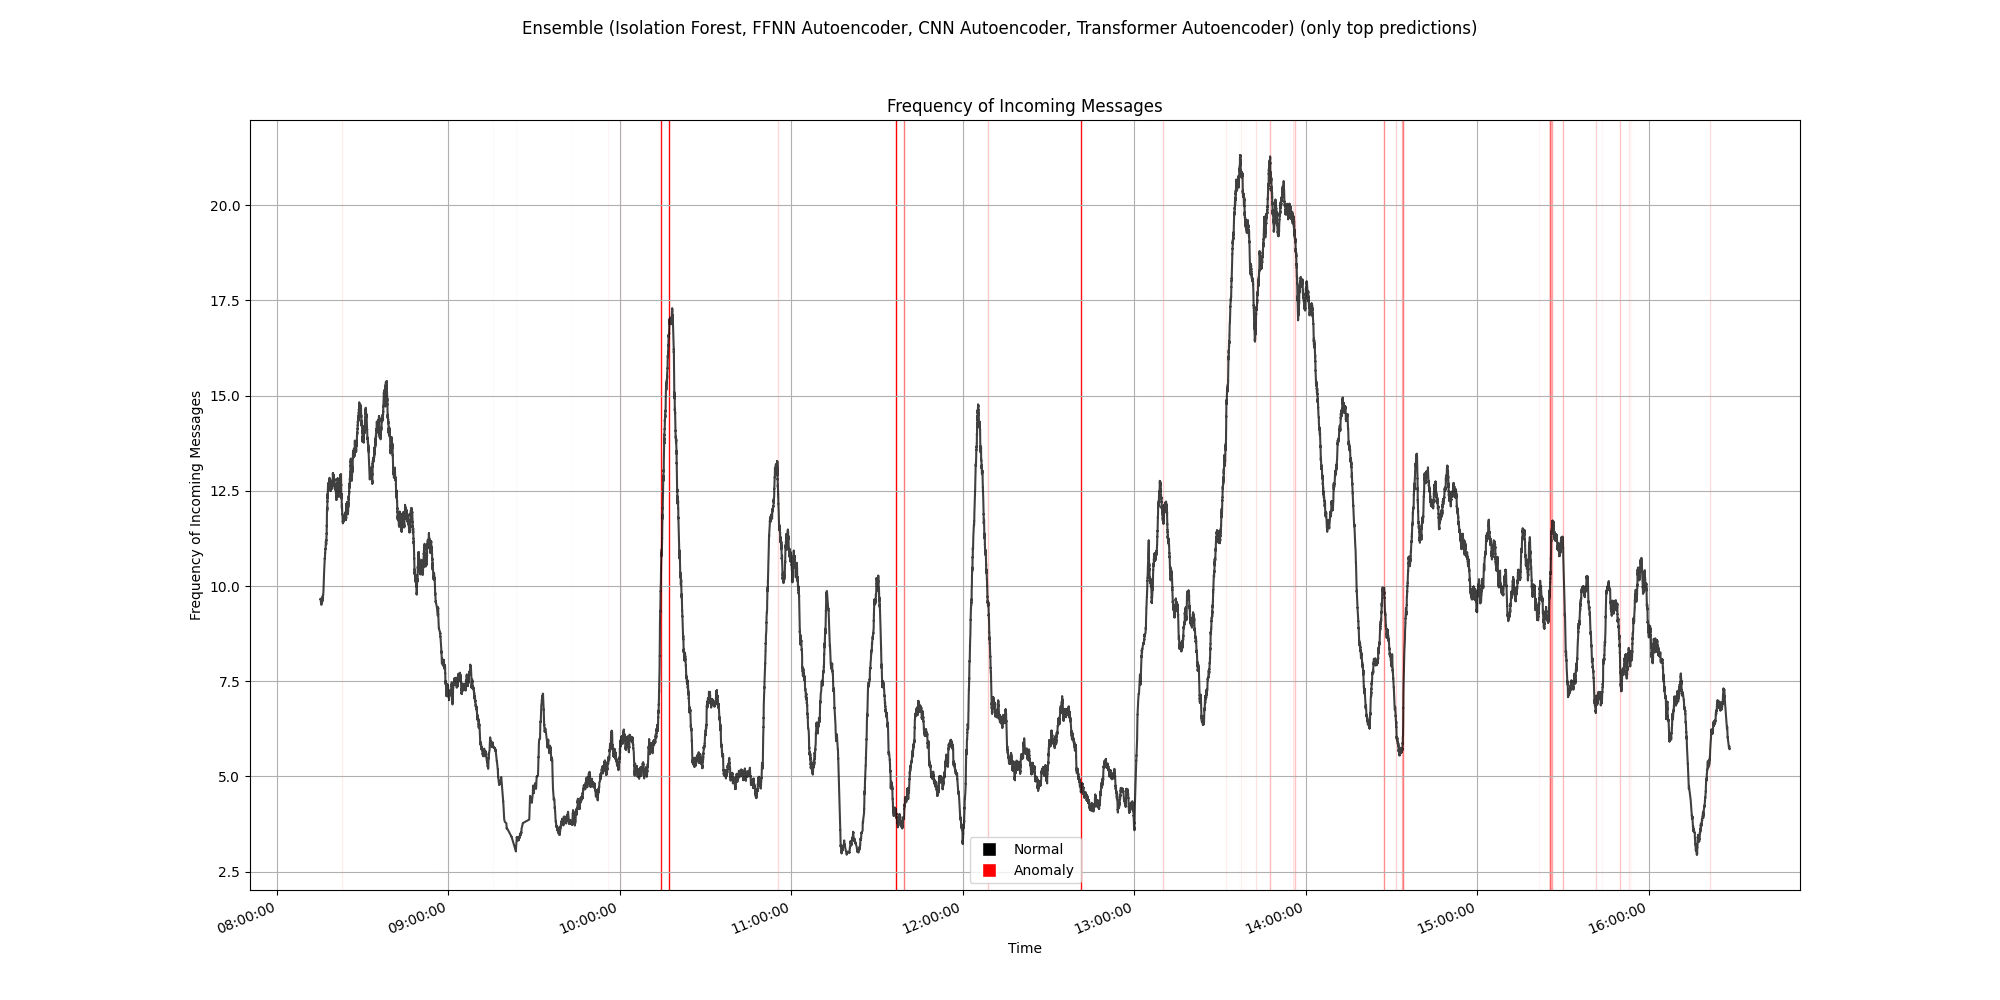 Ensemble (Isolation Forest, FFNN Autoencoder, CNN Autoencoder, Transformer Autoencoder) (only top predictions)
Frequency of Incoming Messages
Frequency of Incoming Messages
20.0
17.5
15.0
12.5
10.0
7.5
5.0
2.5
Normal
Anomaly
08:00:00
09:00:00
10:00:00
11:00:00
12:00:00
13:00:00
14:00:00
15:00:00
16:00:00
Time